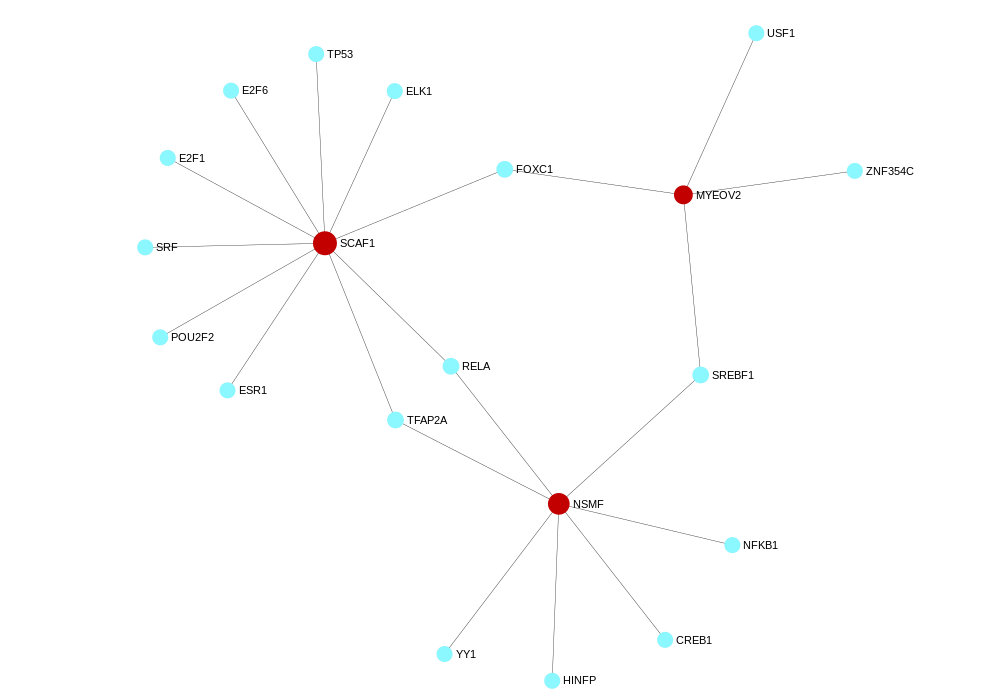 USF1
TP53
E2F6
ELK1
E2F1
FOXC1
ZNF354C
MYEOV2
SCAF1
SRF
POU2F2
RELA
SREBF1
ESR1
TFAP2A
NSMF
NFKB1
CREB1
YY1
HINFP